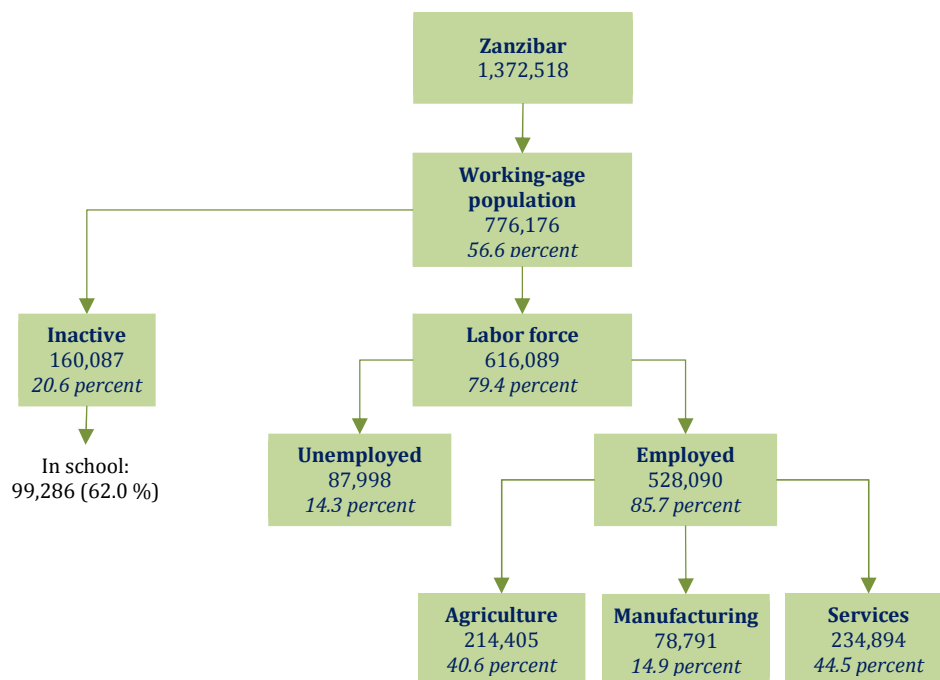 Zanzibar
1,372,518
Working-age
population
776,176
56.6 percent
Inactive
160,087
20.6 percent
Labor force
616,089
79.4 percent
In school:
99,286 (62.0 %)
Unemployed
87,998
14.3 percent
Employed
528,090
85.7 percent
Agriculture
214,405
40.6 percent
Manufacturing
78,791
14.9 percent
Services
234,894
44.5 percent